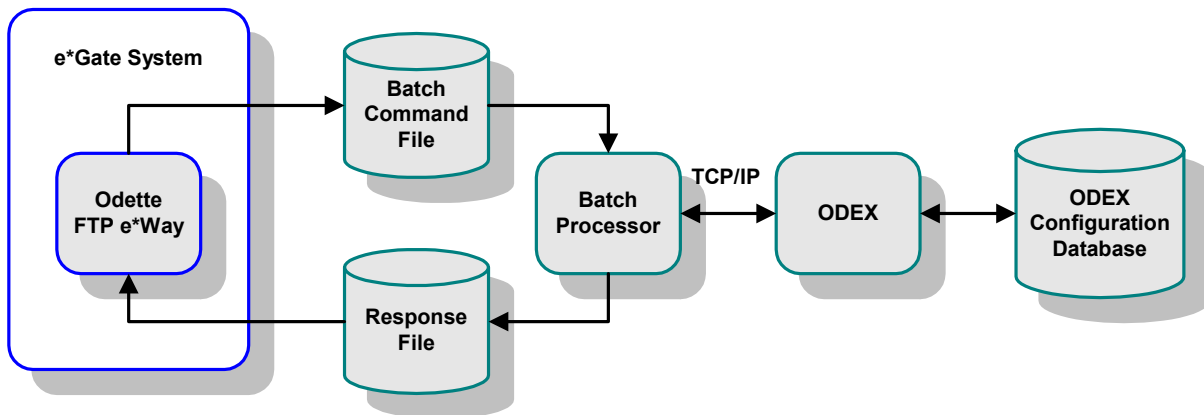 e*Gate System
Batch
Command
File
Odette
FTP e*Way
Batch
Processor
TCP/IP
ODEX
ODEX
Configuration
Database
Response
File